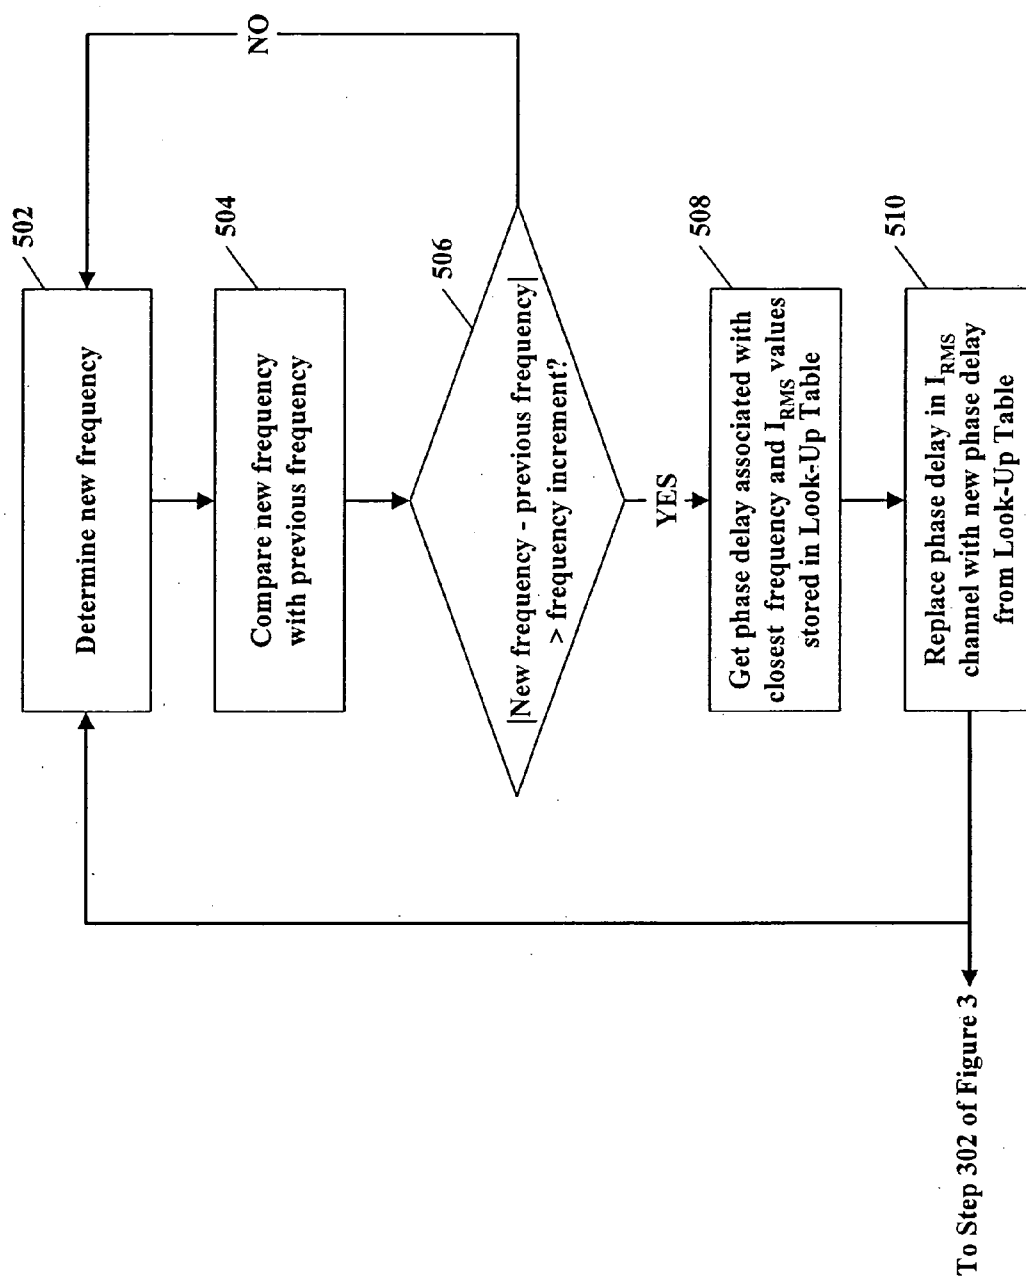 502
Determine new frequency
504
Compare new frequency
with previous frequency
506
|New frequency - previous frequency|
> frequency increment?
NO
YES
508
Get phase delay associated with
closest frequency and I_RMS values
stored in Look-Up Table
510
Replace phase delay in I_RMS
channel with new phase delay
from Look-Up Table
To Step 302 of Figure 3